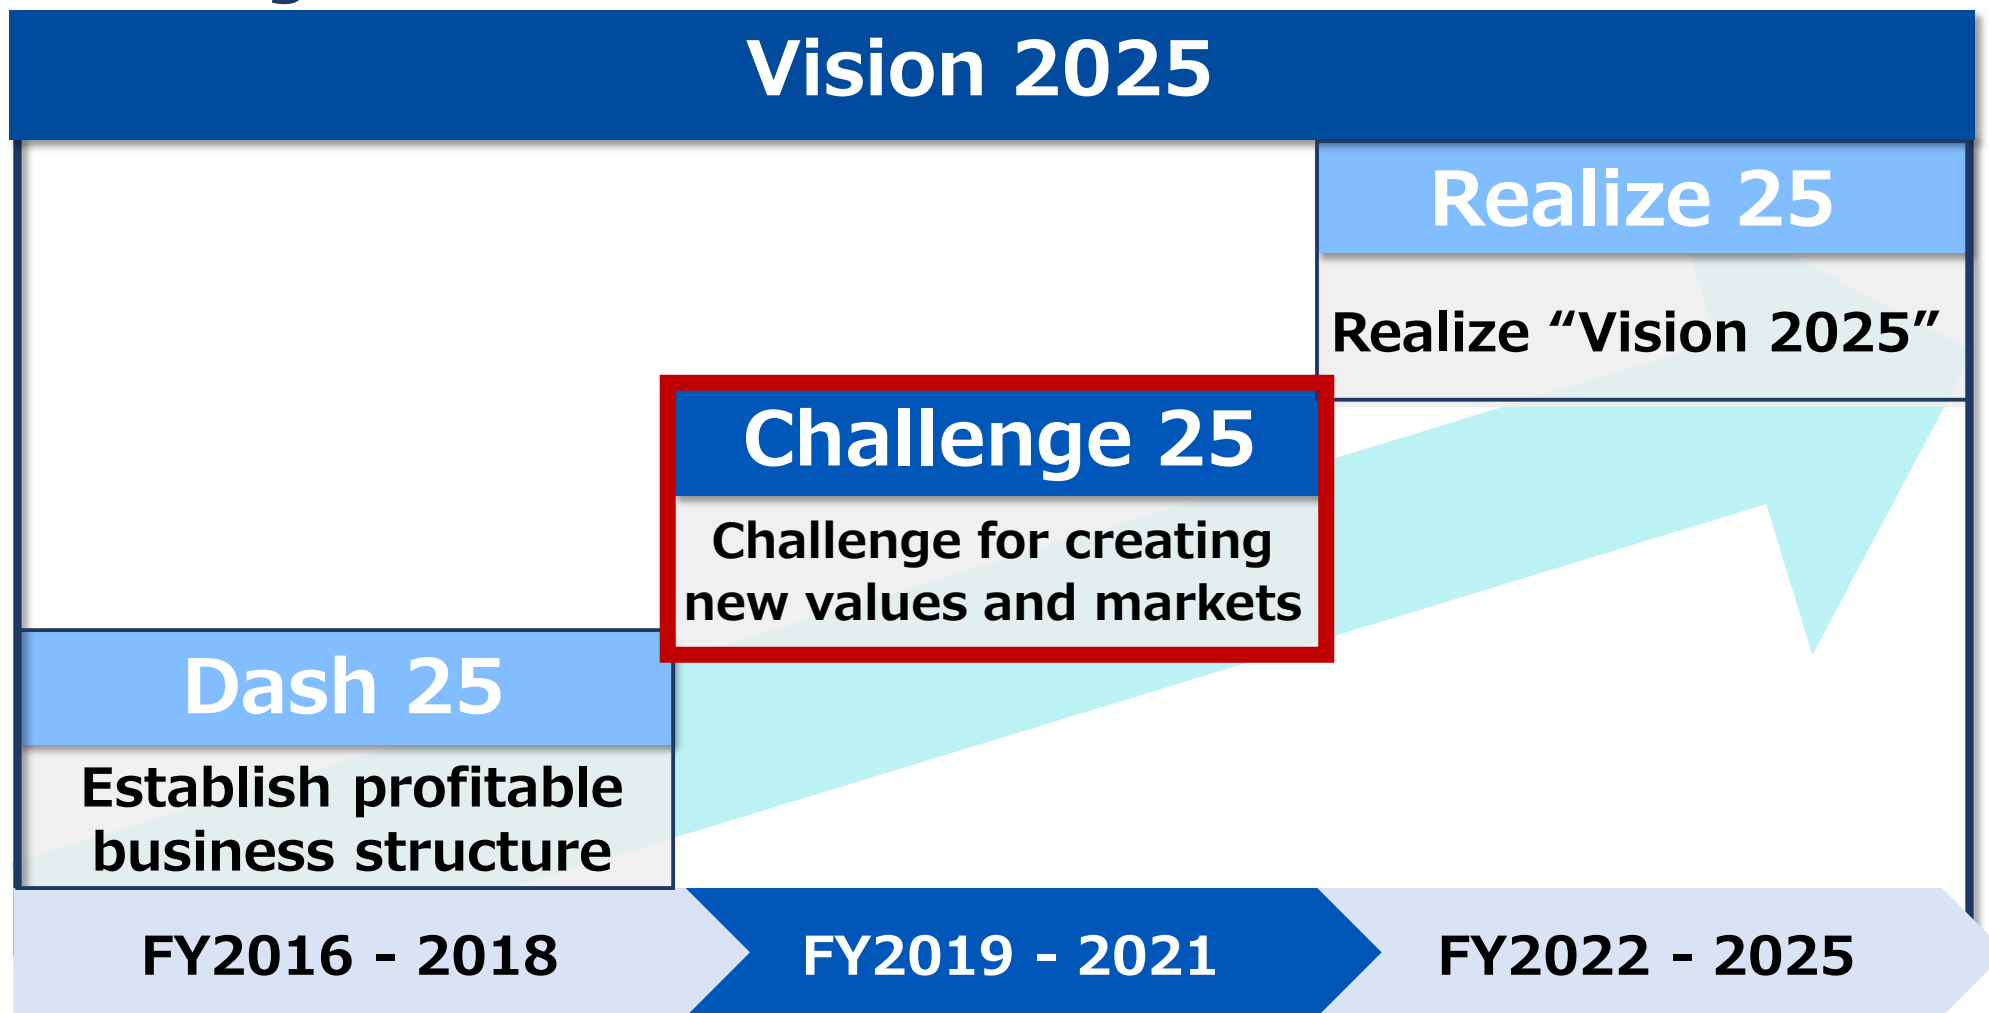 Vision 2025
Realize 25
Realize “Vision 2025”
Challenge 25
Challenge for creating
new values and markets
Dash 25
Establish profitable
business structure
FY2016 - 2018
FY2019 - 2021
FY2022 - 2025